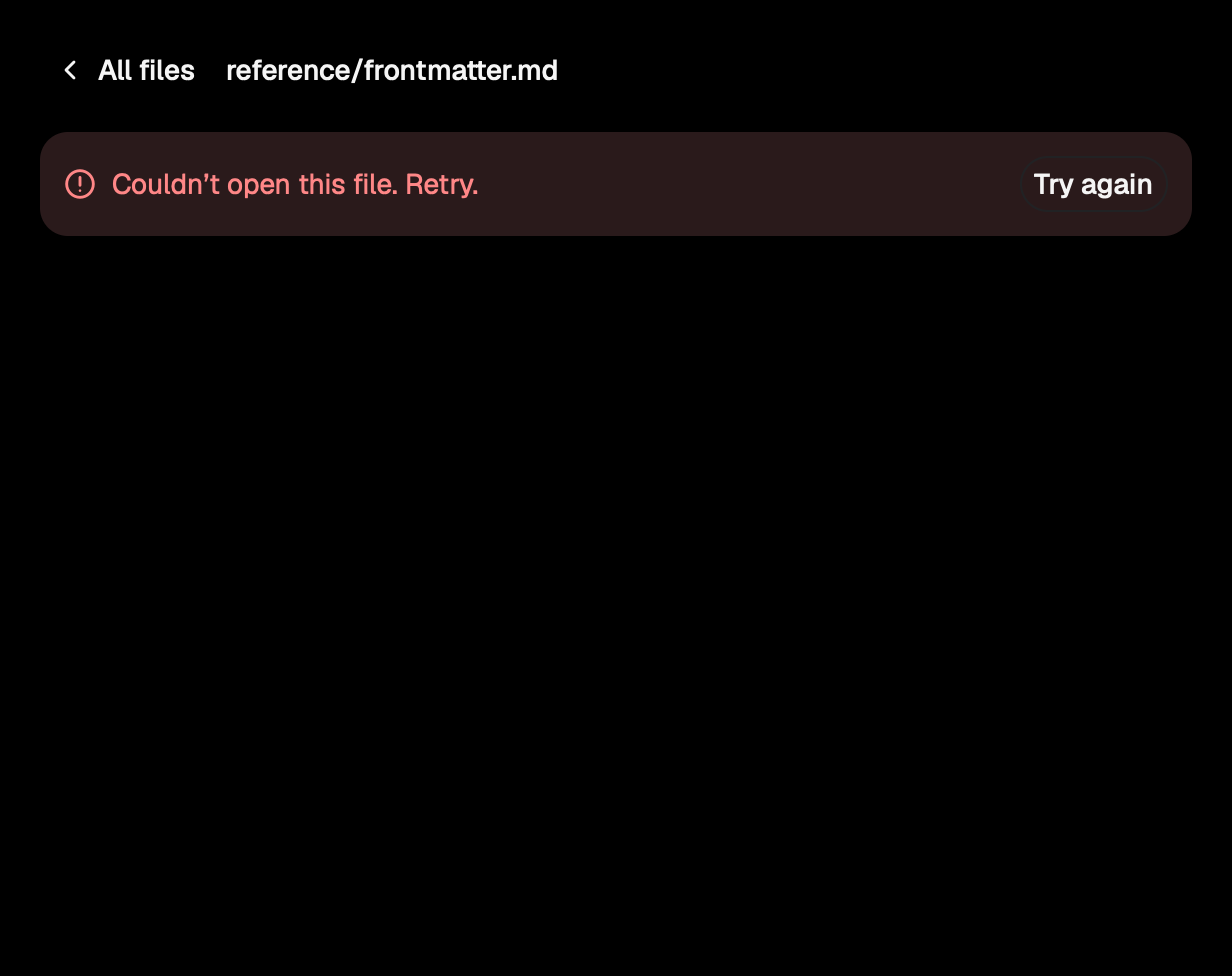 All files reference/frontmatter.md
Couldn’t open this file. Retry. Try again